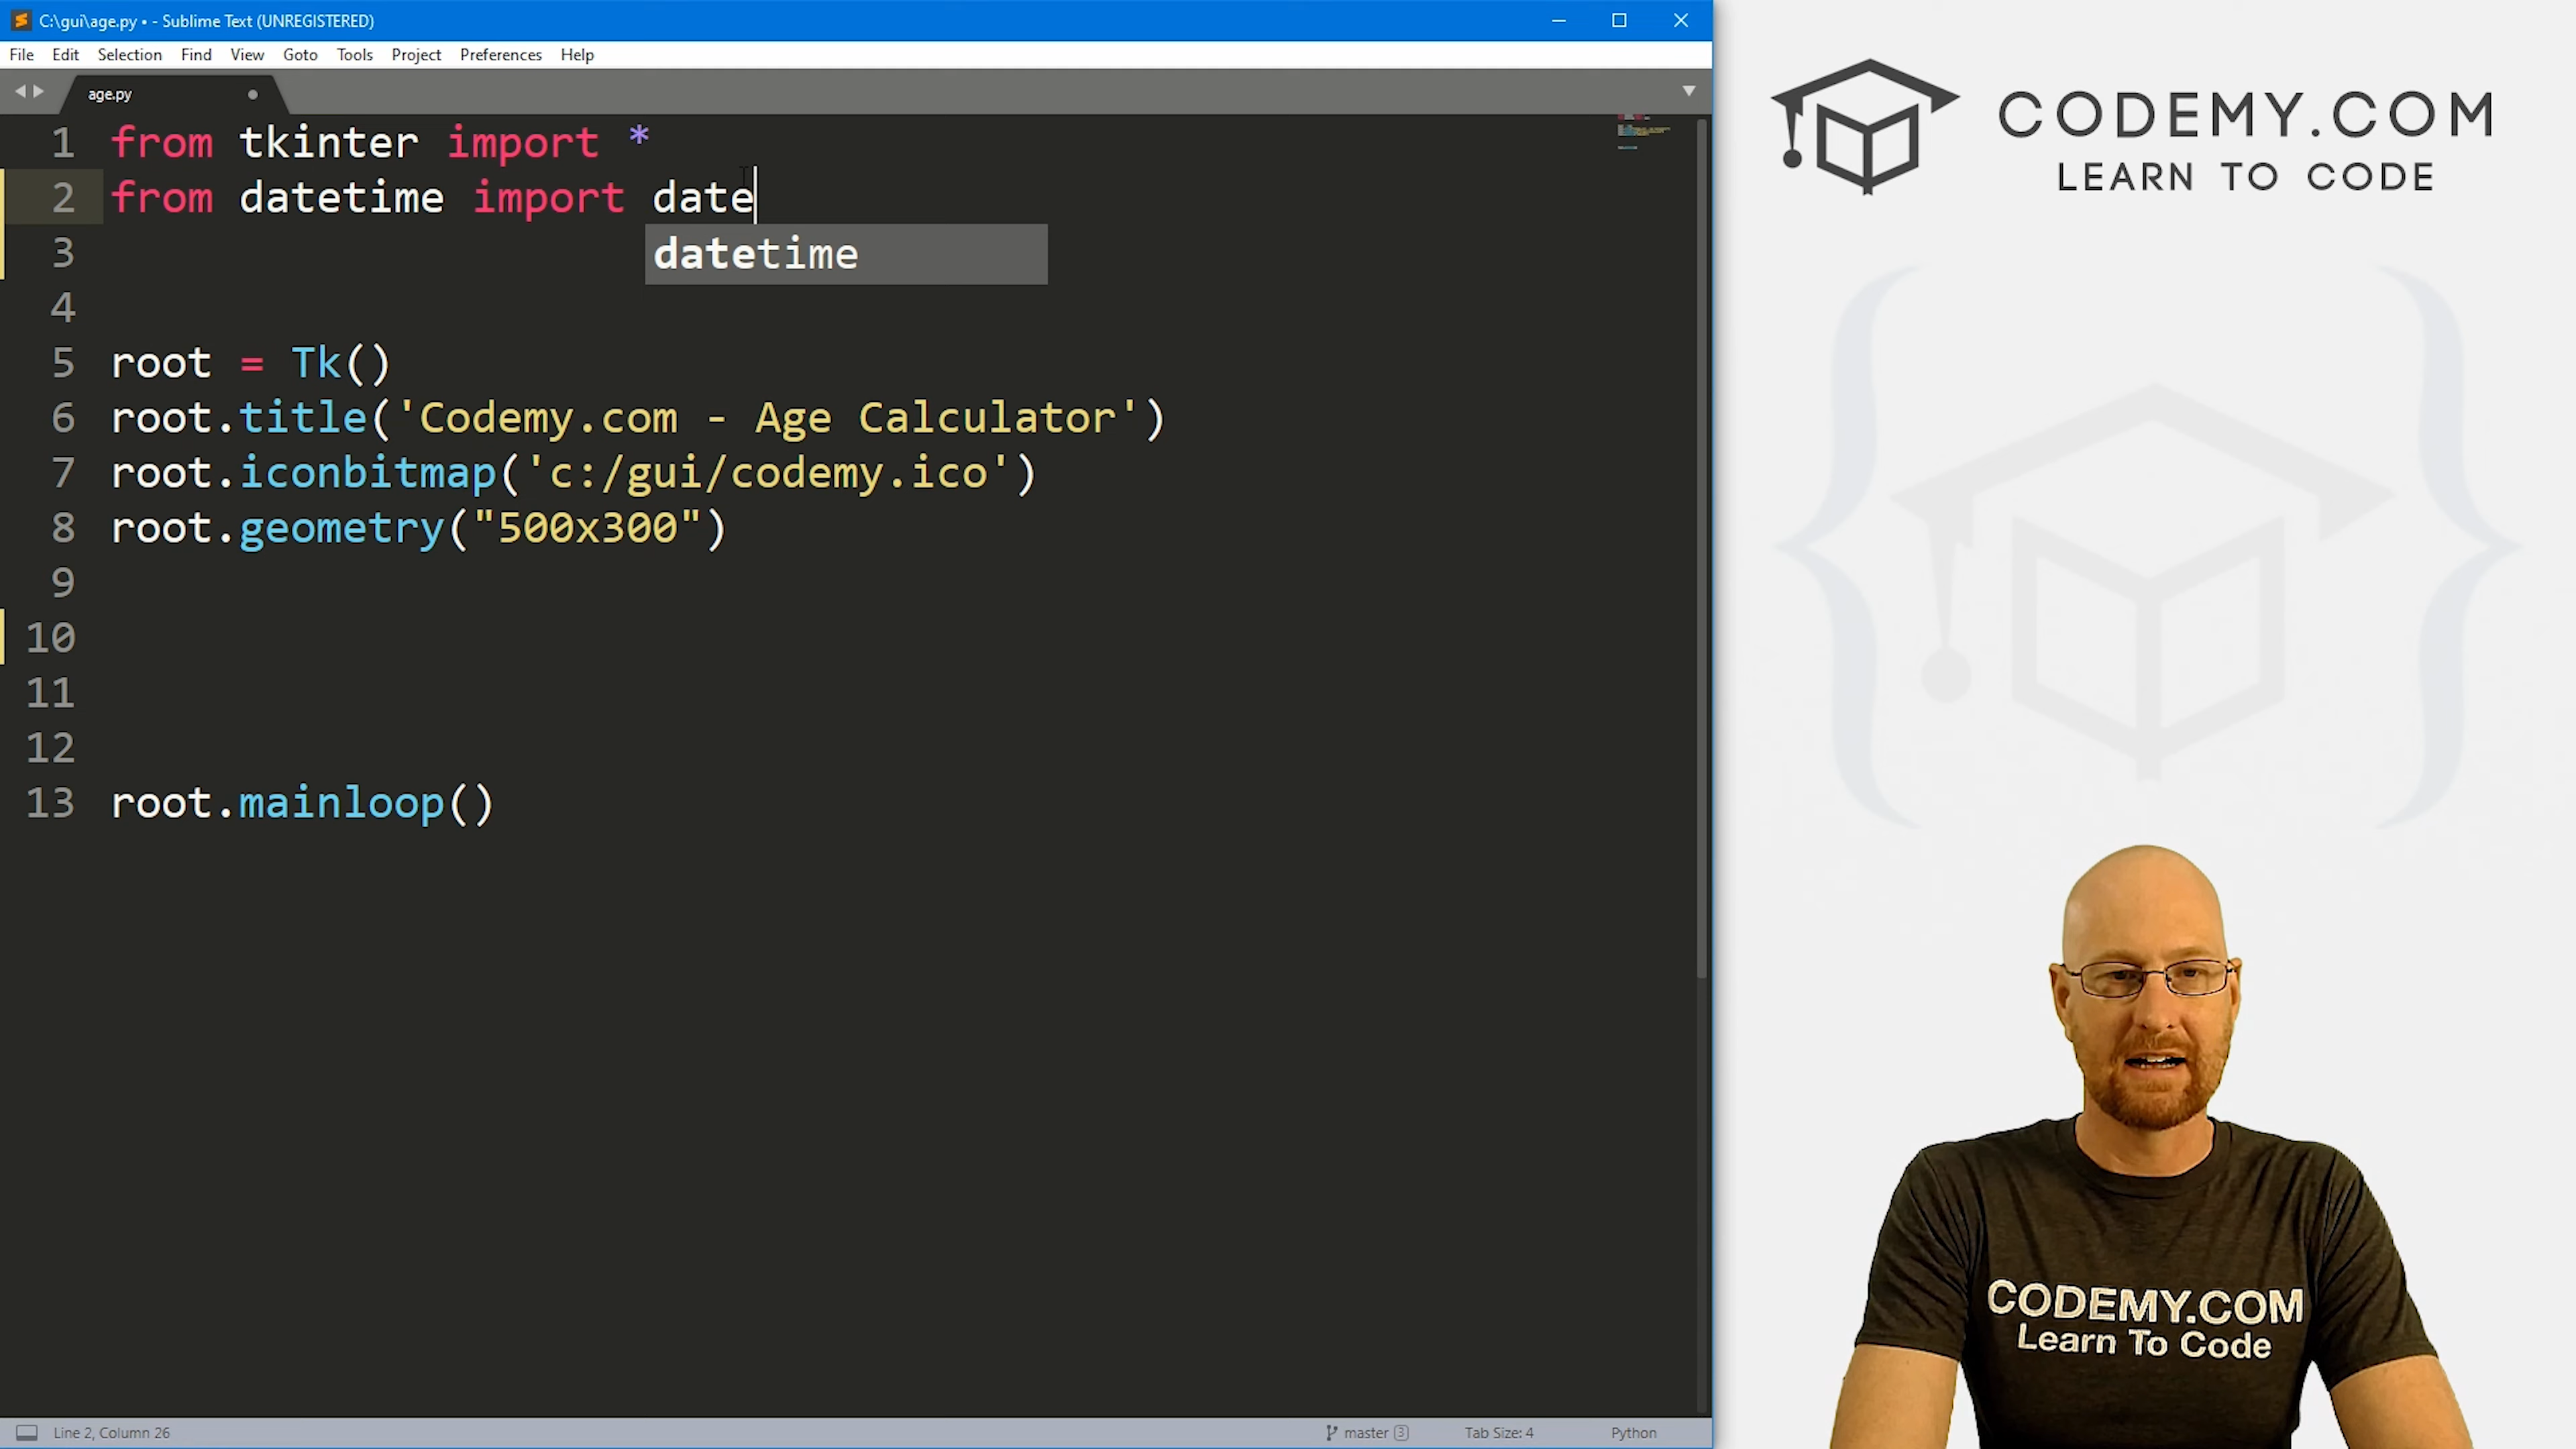 C:\gui\age.py • - Sublime Text (UNREGISTERED)
File Edit Selection Find View Goto Tools Project Preferences Help
age.py
1 from tkinter import *
2 from datetime import date
datetime
3
4
5 root = Tk()
6 root.title('Codemy.com - Age Calculator')
7 root.iconbitmap('c:/gui/codemy.ico')
8 root.geometry("500x300")
9
10
11
12
13 root.mainloop()
Line 2, Column 26
master 3
Tab Size: 4
Python
CODEMY.COM
LEARN TO CODE
CODEMY.COM
Learn To Code